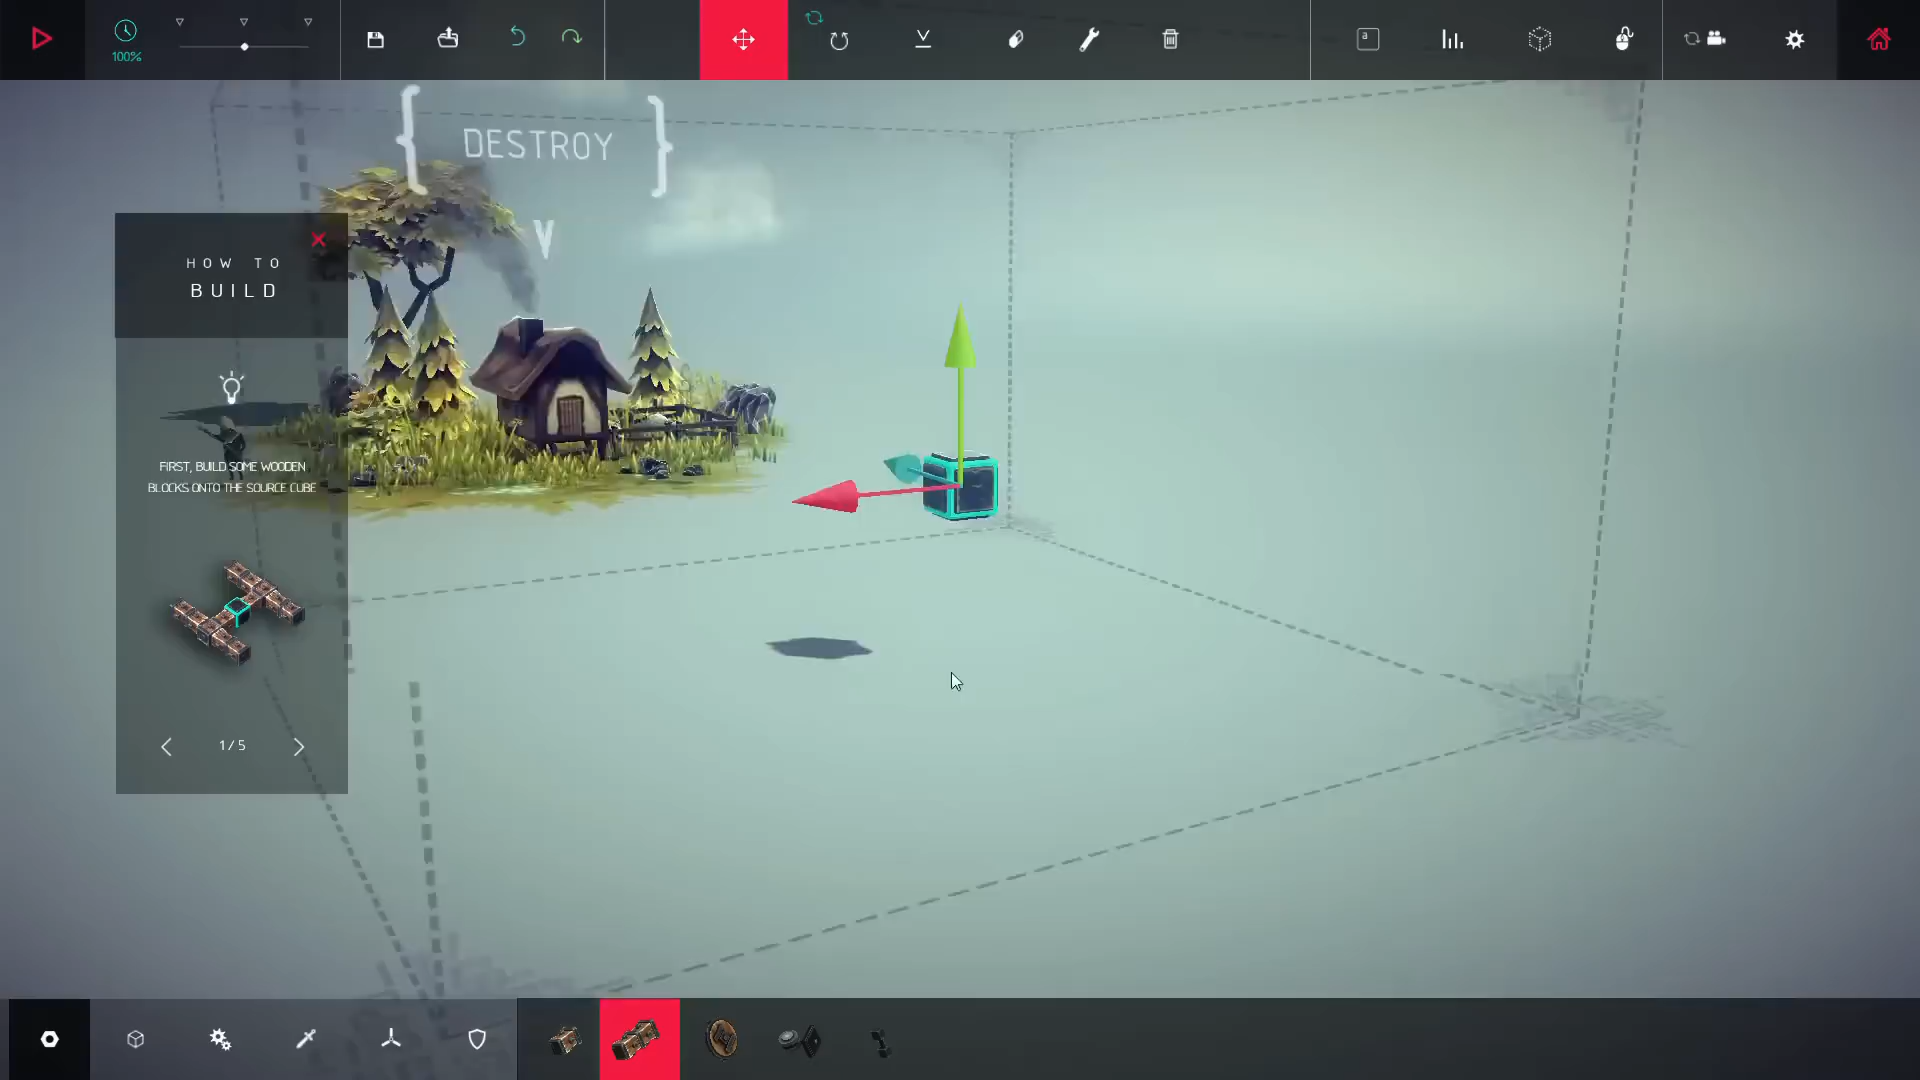 100%
a
DESTROY
HOW TO
BUILD
FIRST, BUILD SOME WOODEN
BLOCKS ONTO THE SOURCE CUBE
1/5